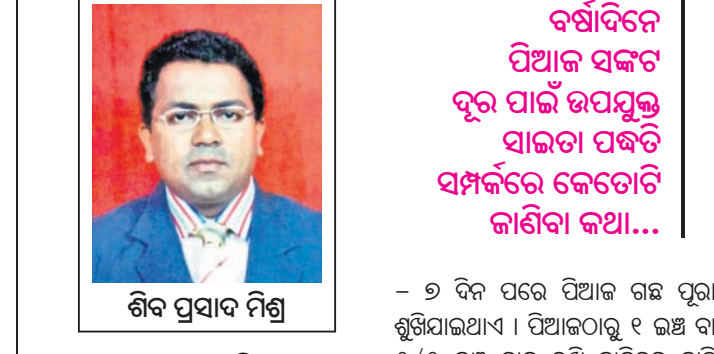 ବର୍ଷାଦିନେ
ପିଆଜ ସଙ୍କଟ
ଦୂର ପାଇଁ ଉପଯୁକ୍ତ
ସାଇତା ପଦ୍ଧତି
ସମ୍ପର୍କରେ କେତୋଟି
ଜାଣିବା କଥା...
ଶିବ ପ୍ରସାଦ ମିଶ୍ର
– ୭ ଦିନ ପରେ ପିଆଜ ଗଛ ପୂରା
ଶୁଖିଯାଇଥାଏ । ପିଆଜଠାରୁ ୧ ଇଞ୍ଚ ବା